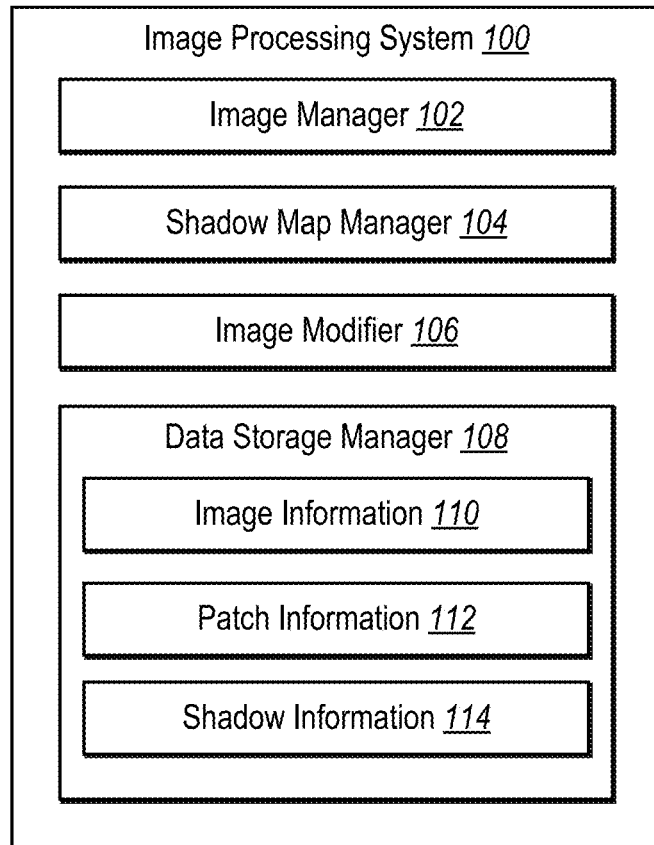 Image Processing System 100
Image Manager 102
Shadow Map Manager 104
Image Modifier 106
Data Storage Manager 108
Image Information 110
Patch Information 112
Shadow Information 114